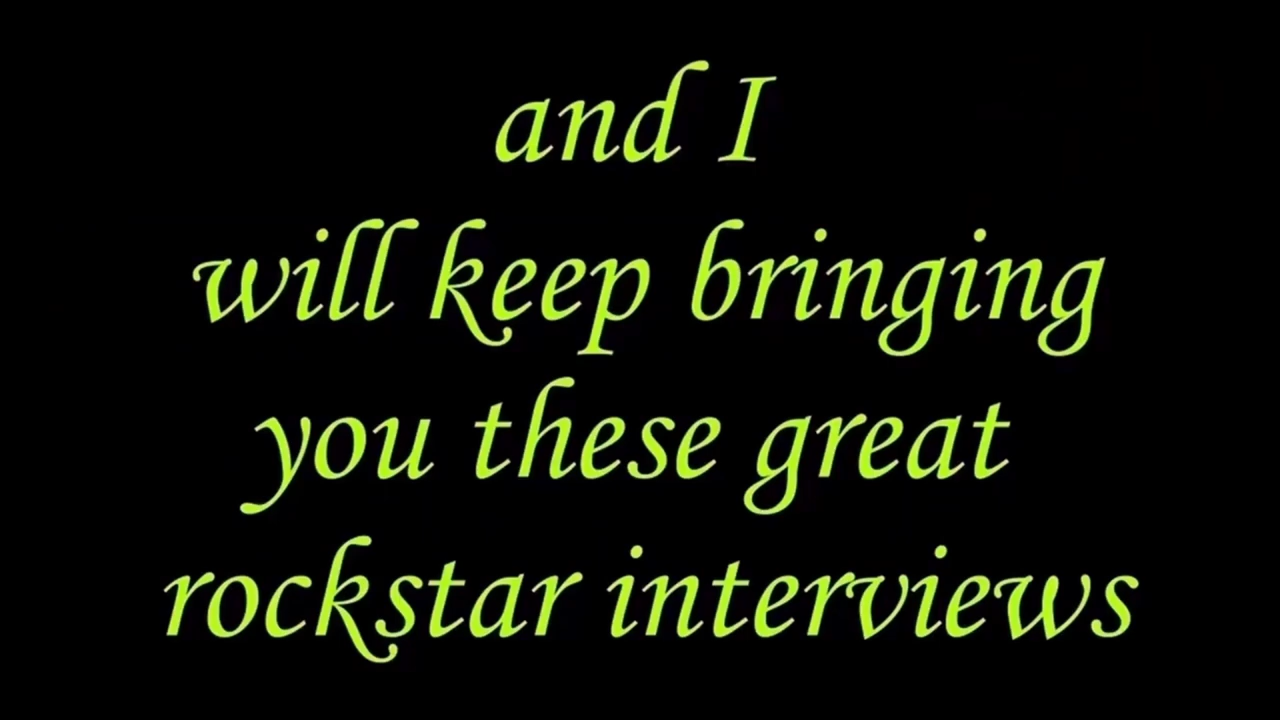 and I
will keep bringing
you these great
rockstar interviews